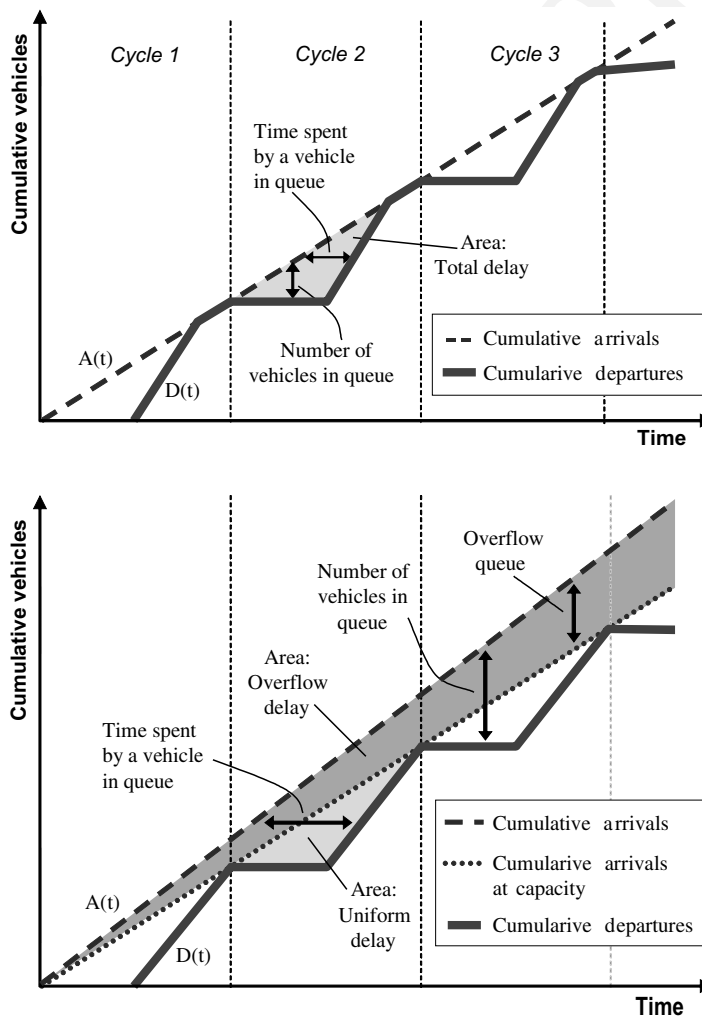 Cumulative vehicles
Cycle 1
Cycle 2
Cycle 3
Time spent
by a vehicle
in queue
Area:
Total delay
Number of
vehicles in queue
A(t)
D(t)
Cumulative arrivals
Cumularive departures
Time
Cumulative vehicles
Overflow
queue
Number of
vehicles in
queue
Area:
Overflow
delay
Time spent
by a vehicle
in queue
Area:
Uniform
delay
A(t)
D(t)
Cumulative arrivals
Cumularive arrivals
at capacity
Cumularive departures
Time